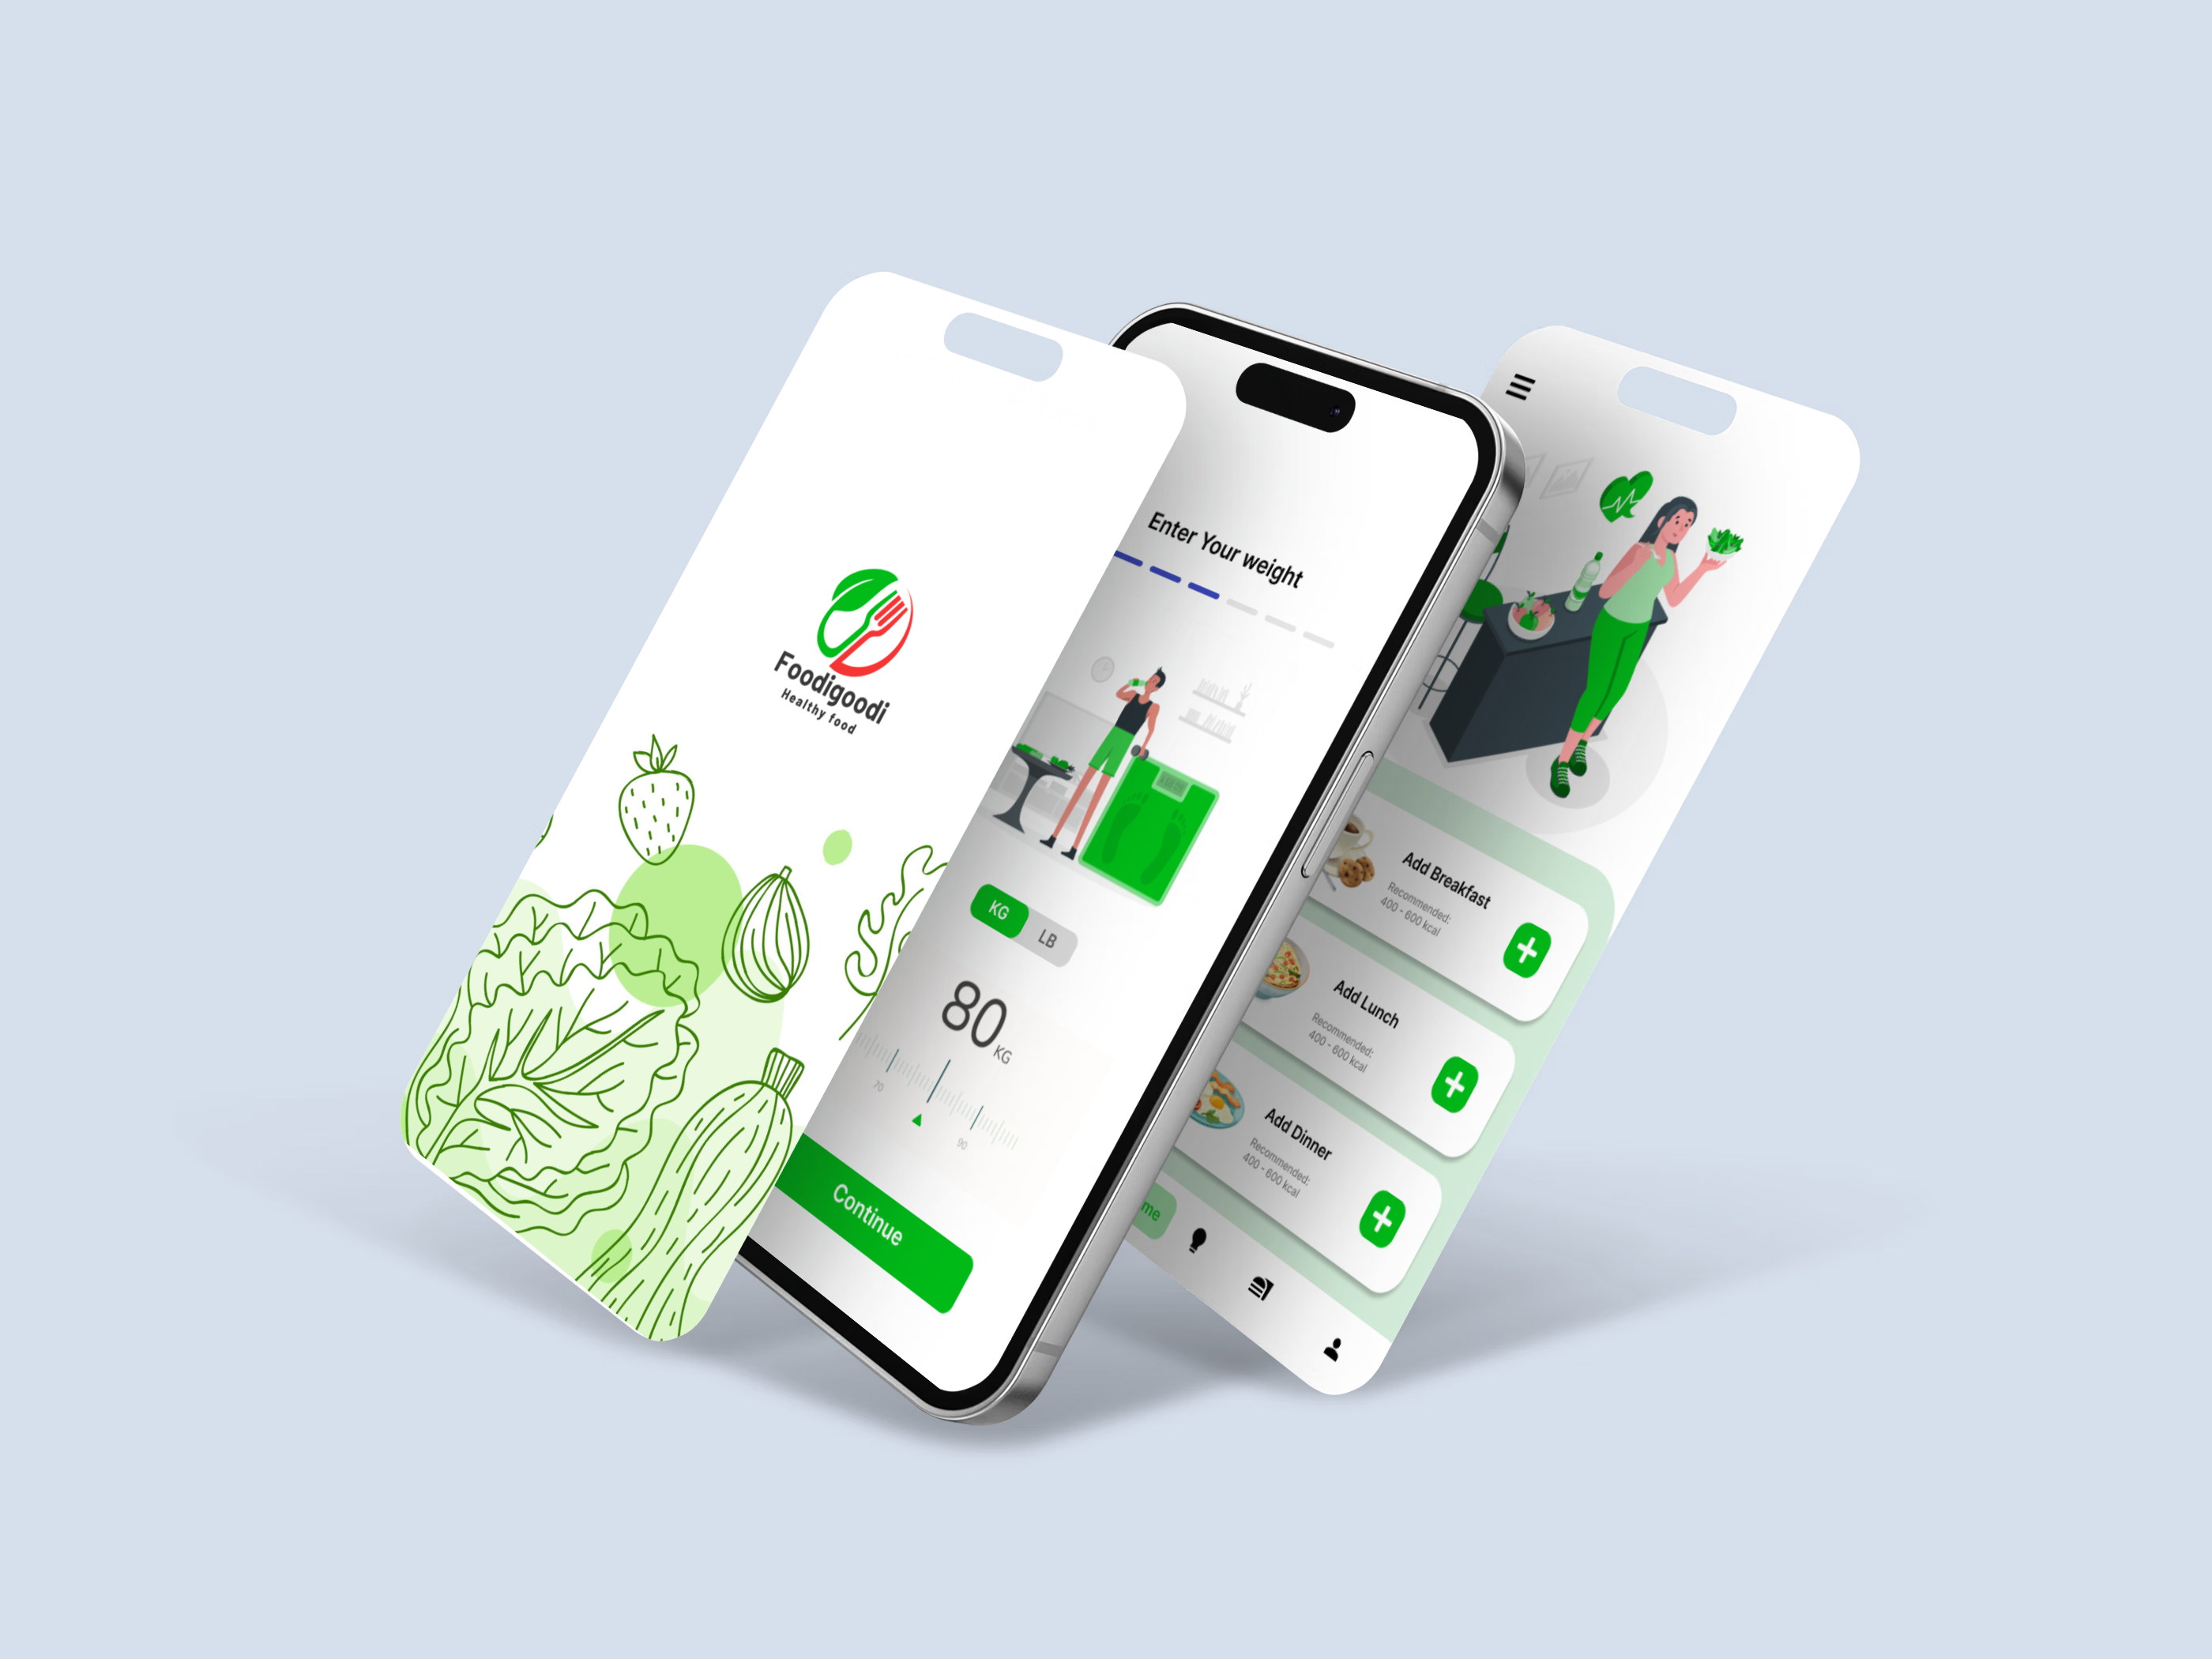 Foodigoodi
Healthy food
Enter Your weight
KG
LB
80 KG
70
90
Continue
Add Breakfast
Recommended:
400 - 600 kcal
Add Lunch
Recommended:
400 - 600 kcal
Add Dinner
Recommended:
400 - 600 kcal
me